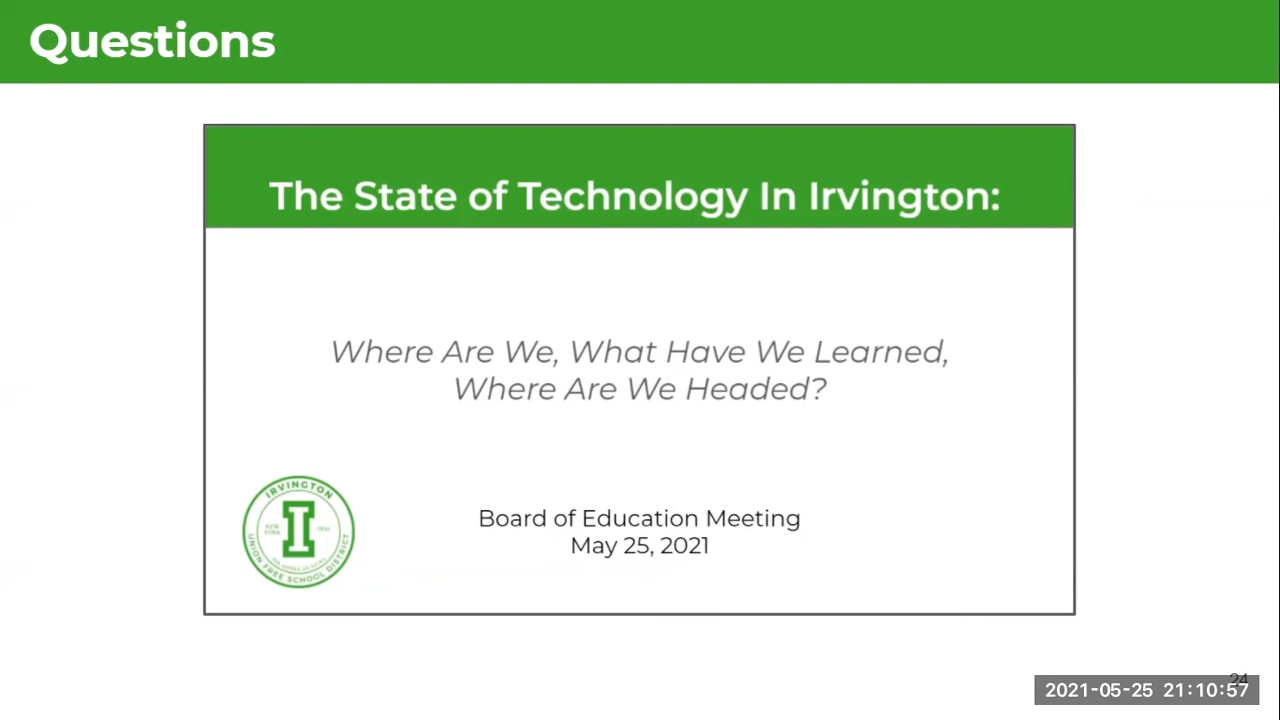 Questions
The State of Technology In Irvington:
Where Are We, What Have We Learned,
Where Are We Headed?
IRVINGTON
I
UNION FREE SCHOOL DISTRICT
Board of Education Meeting
May 25, 2021
24
2021-05-25 21:10:57